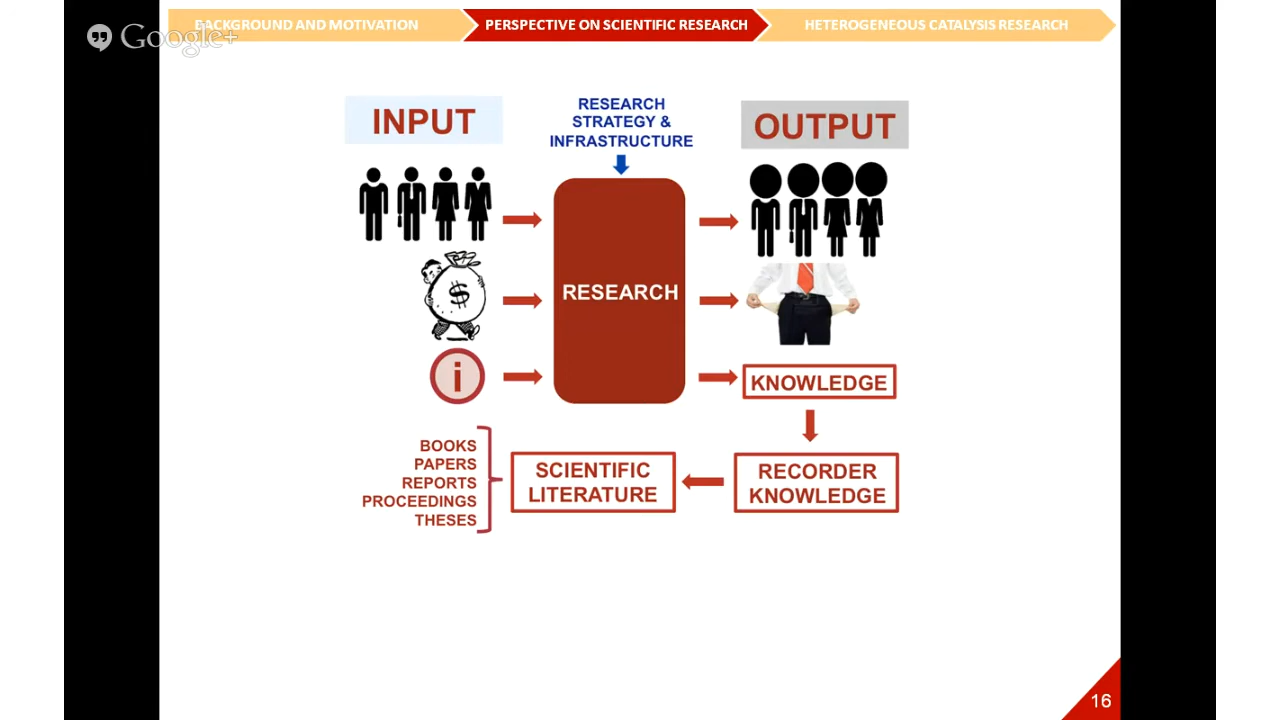 BACKGROUND AND MOTIVATION
PERSPECTIVE ON SCIENTIFIC RESEARCH
HETEROGENEOUS CATALYSIS RESEARCH
Google+
INPUT
RESEARCH
STRATEGY &
INFRASTRUCTURE
OUTPUT
$
RESEARCH
i
KNOWLEDGE
BOOKS
PAPERS
REPORTS
PROCEEDINGS
THESES
SCIENTIFIC
LITERATURE
RECORDER
KNOWLEDGE
16